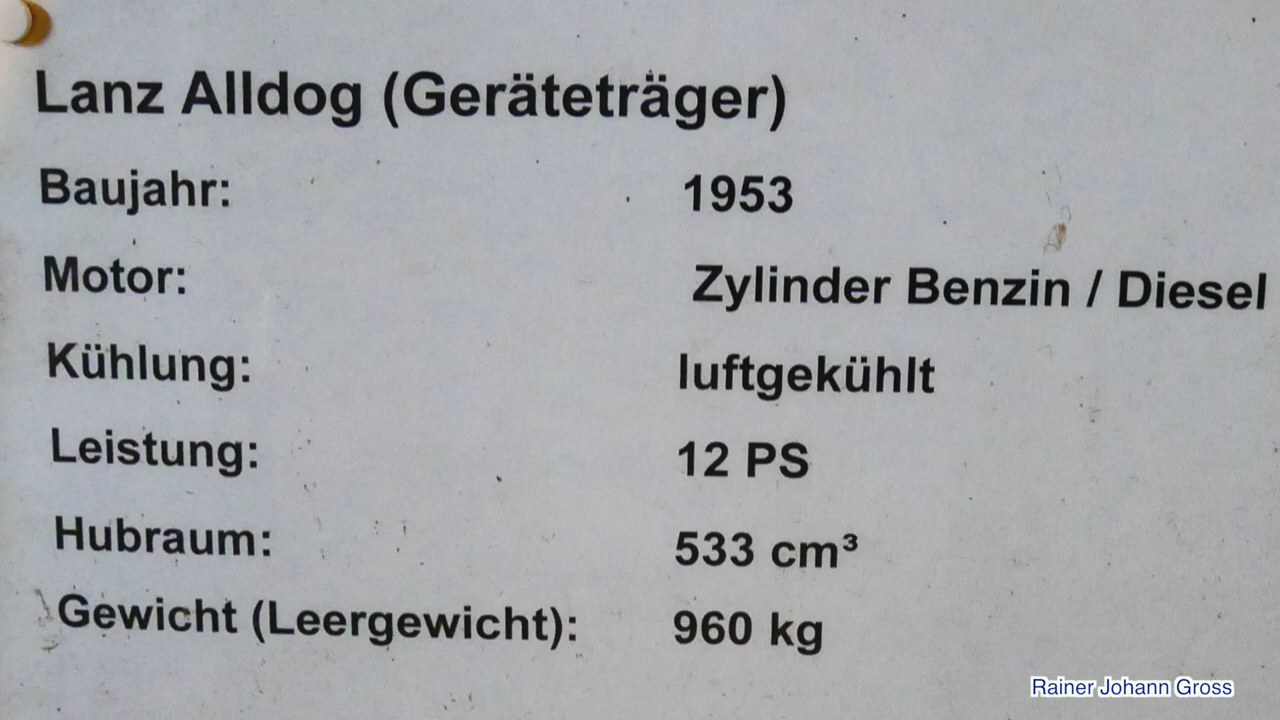 Lanz Alldog (Geräteträger)
Baujahr: 1953
Motor: Zylinder Benzin / Diesel
Kühlung: luftgekühlt
Leistung: 12 PS
Hubraum: 533 cm³
Gewicht (Leergewicht): 960 kg
Rainer Johann Gross